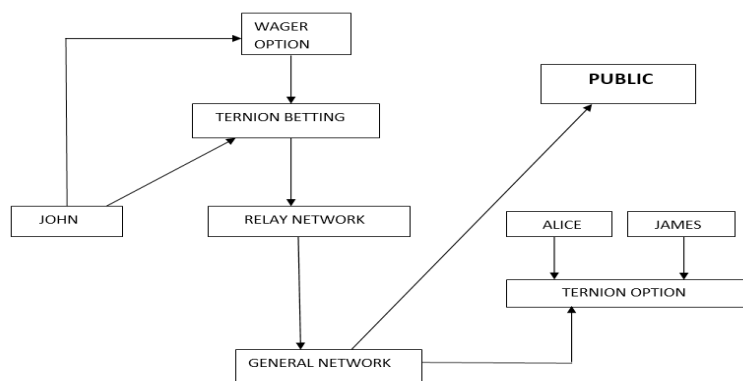 WAGER
OPTION
PUBLIC
TERNION BETTING
JOHN
RELAY NETWORK
ALICE
JAMES
TERNION OPTION
GENERAL NETWORK